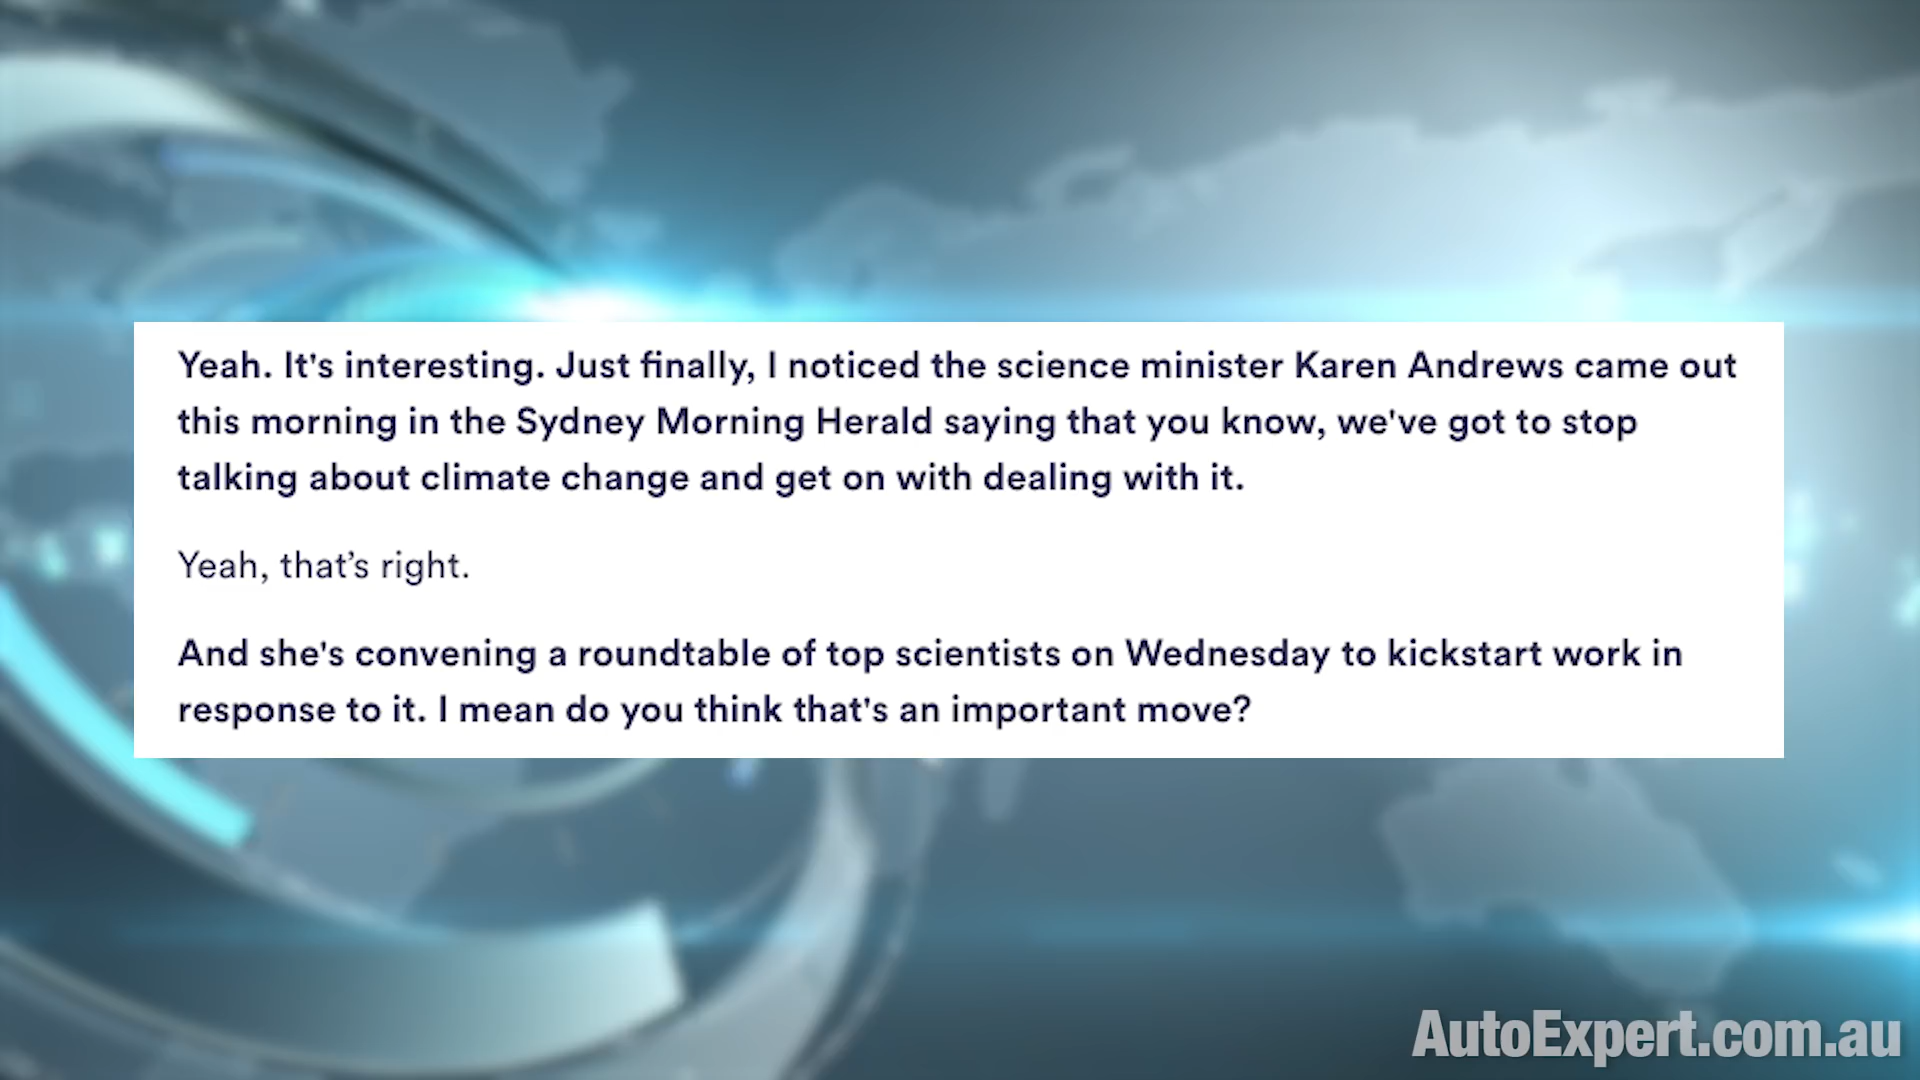 Yeah. It's interesting. Just finally, I noticed the science minister Karen Andrews came out
this morning in the Sydney Morning Herald saying that you know, we've got to stop
talking about climate change and get on with dealing with it.
Yeah, that’s right.
And she's convening a roundtable of top scientists on Wednesday to kickstart work in
response to it. I mean do you think that's an important move?
AutoExpert.com.au